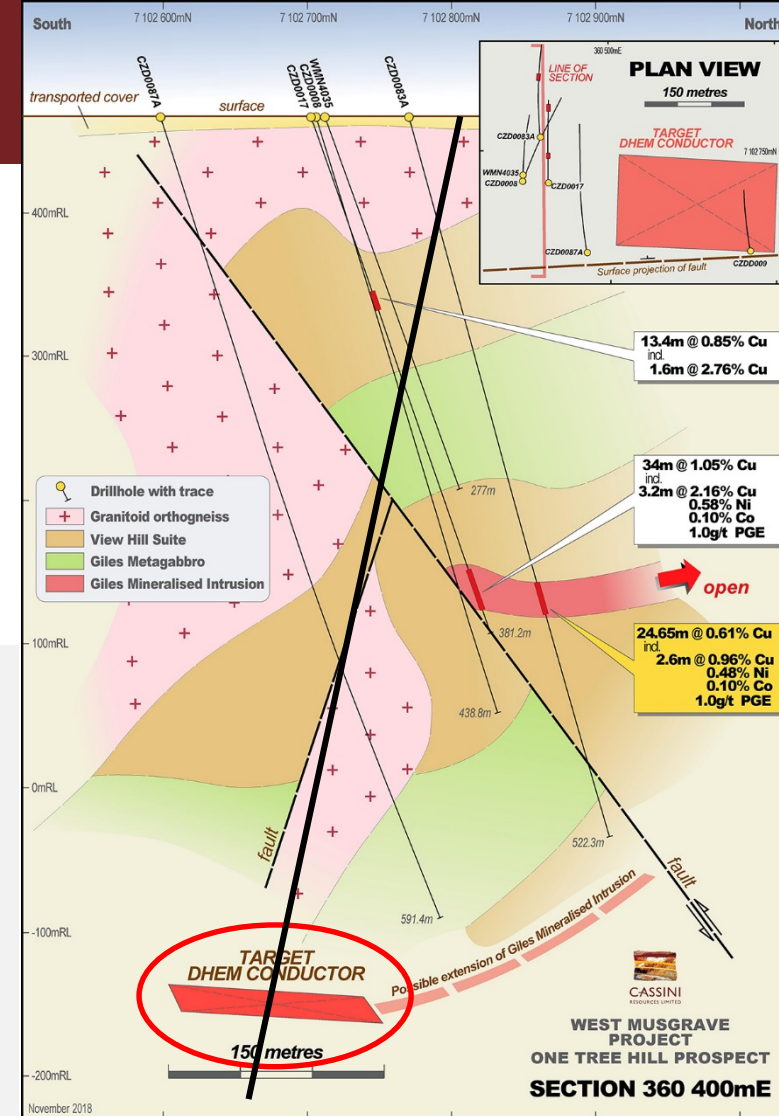 South
7 102 600mN
7 102 700mN
7 102 800mN
7 102 900mN
North
CZD0087A
CZD0017
CZD0008
WMN4035
CZD0083A
transported cover
surface
360 500mE
PLAN VIEW
LINE OF
SECTION
150 metres
TARGET
DHEM CONDUCTOR
7 102 750mN
CZD0083A
WMN4035
CZD0008
CZD0017
CZD0087A
CZDD009
Surface projection of fault
400mRL
300mRL
100mRL
0mRL
-100mRL
-200mRL
13.4m @ 0.85% Cu
incl.
1.6m @ 2.76% Cu
34m @ 1.05% Cu
incl.
3.2m @ 2.16% Cu
0.58% Ni
0.10% Co
1.0g/t PGE
Drillhole with trace
Granitoid orthogneiss
View Hill Suite
Giles Metagabbro
Giles Mineralised Intrusion
277m
open
381.2m
24.65m @ 0.61% Cu
incl.
2.6m @ 0.96% Cu
0.48% Ni
0.10% Co
1.0g/t PGE
438.8m
522.3m
591.4m
fault
fault
Possible extension of Giles Mineralised Intrusion
TARGET
DHEM CONDUCTOR
150 metres
CASSINI
RESOURCES LIMITED
WEST MUSGRAVE
PROJECT
ONE TREE HILL PROSPECT
SECTION 360 400mE
November 2018